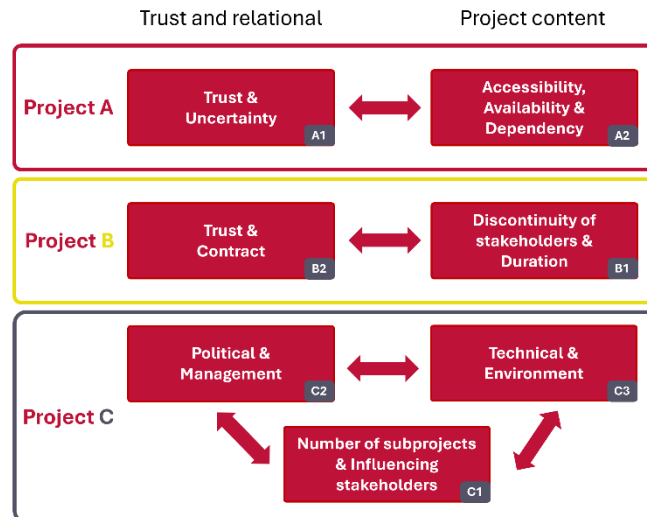 Trust and relational
Project content
Project A
Trust &
Uncertainty
A1
Accessibility,
Availability &
Dependency
A2
Project B
Trust &
Contract
B2
Discontinuity of
stakeholders &
Duration
B1
Project C
Political &
Management
C2
Technical &
Environment
C3
Number of subprojects
& Influencing
stakeholders
C1